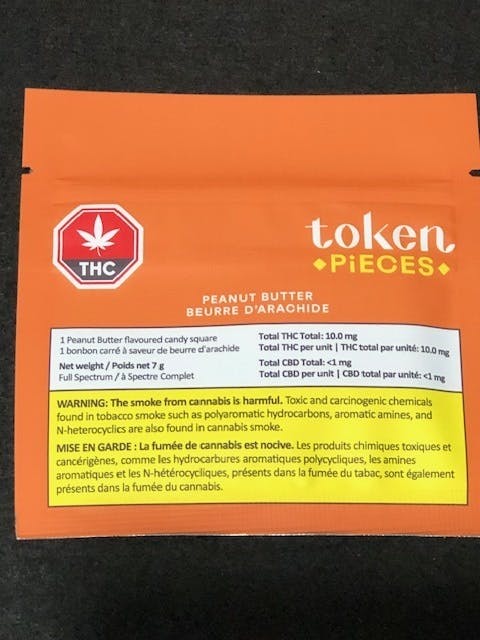 THC
token
PiECES
PEANUT BUTTER
BEURRE D'ARACHIDE
1 Peanut Butter flavoured candy square
1 bonbon carré à saveur de beurre d'arachide
Net weight / Poids net 7 g
Full Spectrum / à Spectre Complet
Total THC Total: 10.0 mg
Total THC per unit | THC total par unité: 10.0 mg
Total CBD Total: <1 mg
Total CBD per unit | CBD total par unité: <1 mg
WARNING: The smoke from cannabis is harmful. Toxic and carcinogenic chemicals
found in tobacco smoke such as polyaromatic hydrocarbons, aromatic amines, and
N-heterocyclics are also found in cannabis smoke.
MISE EN GARDE : La fumée de cannabis est nocive. Les produits chimiques toxiques et
cancérigènes, comme les hydrocarbures aromatiques polycycliques, les amines
aromatiques et les N-hétérocycliques, présents dans la fumée du tabac, sont également
présents dans la fumée du cannabis.